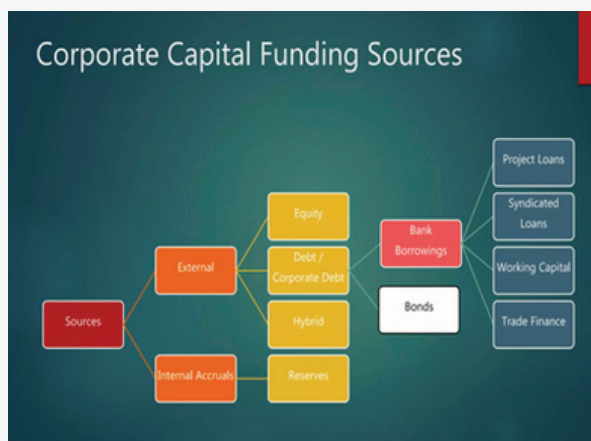 Corporate Capital Funding Sources
Project Loans
Equity
Bank
Borrowings
Syndicated
Loans
External
Debt /
Corporate Debt
Working Capital
Sources
Hybrid
Bonds
Trade Finance
Internal Accruals
Reserves